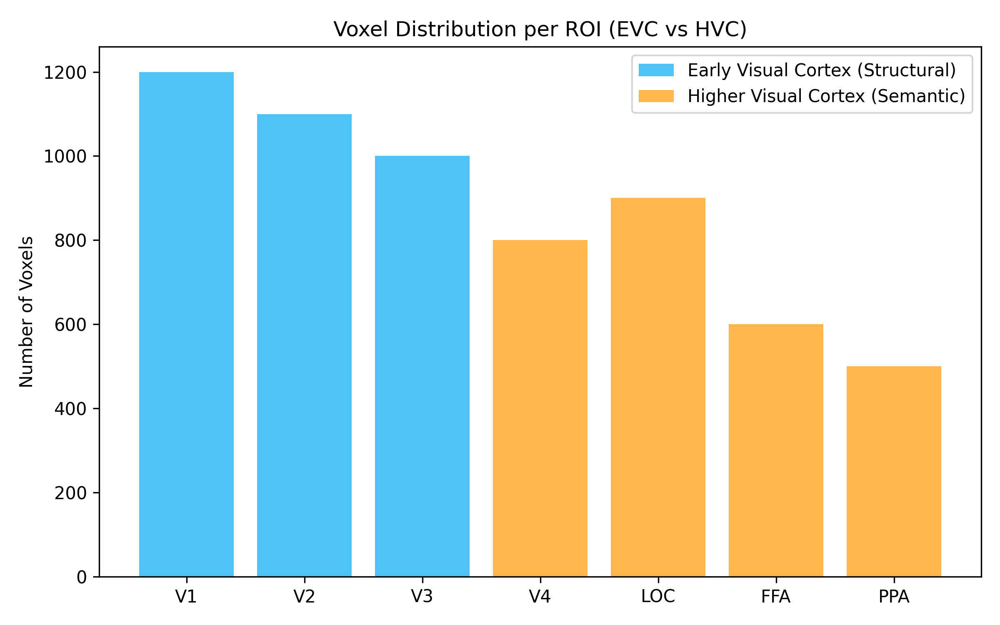 Voxel Distribution per ROI (EVC vs HVC)
Early Visual Cortex (Structural)
Higher Visual Cortex (Semantic)
Number of Voxels
1200
1000
800
600
400
200
0
V1 V2 V3 V4 LOC FFA PPA